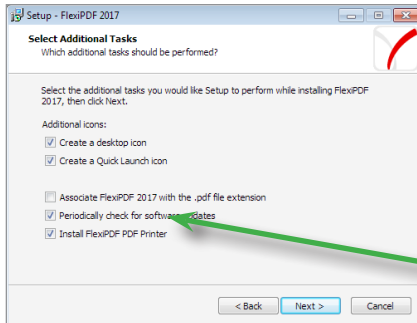 Setup - FlexiPDF 2017
Select Additional Tasks
Which additional tasks should be performed?
Select the additional tasks you would like Setup to perform while installing FlexiPDF
2017, then click Next.
Additional icons:
Create a desktop icon
Create a Quick Launch icon
Associate FlexiPDF 2017 with the .pdf file extension
Periodically check for software updates
Install FlexiPDF PDF Printer
< Back
Next >
Cancel